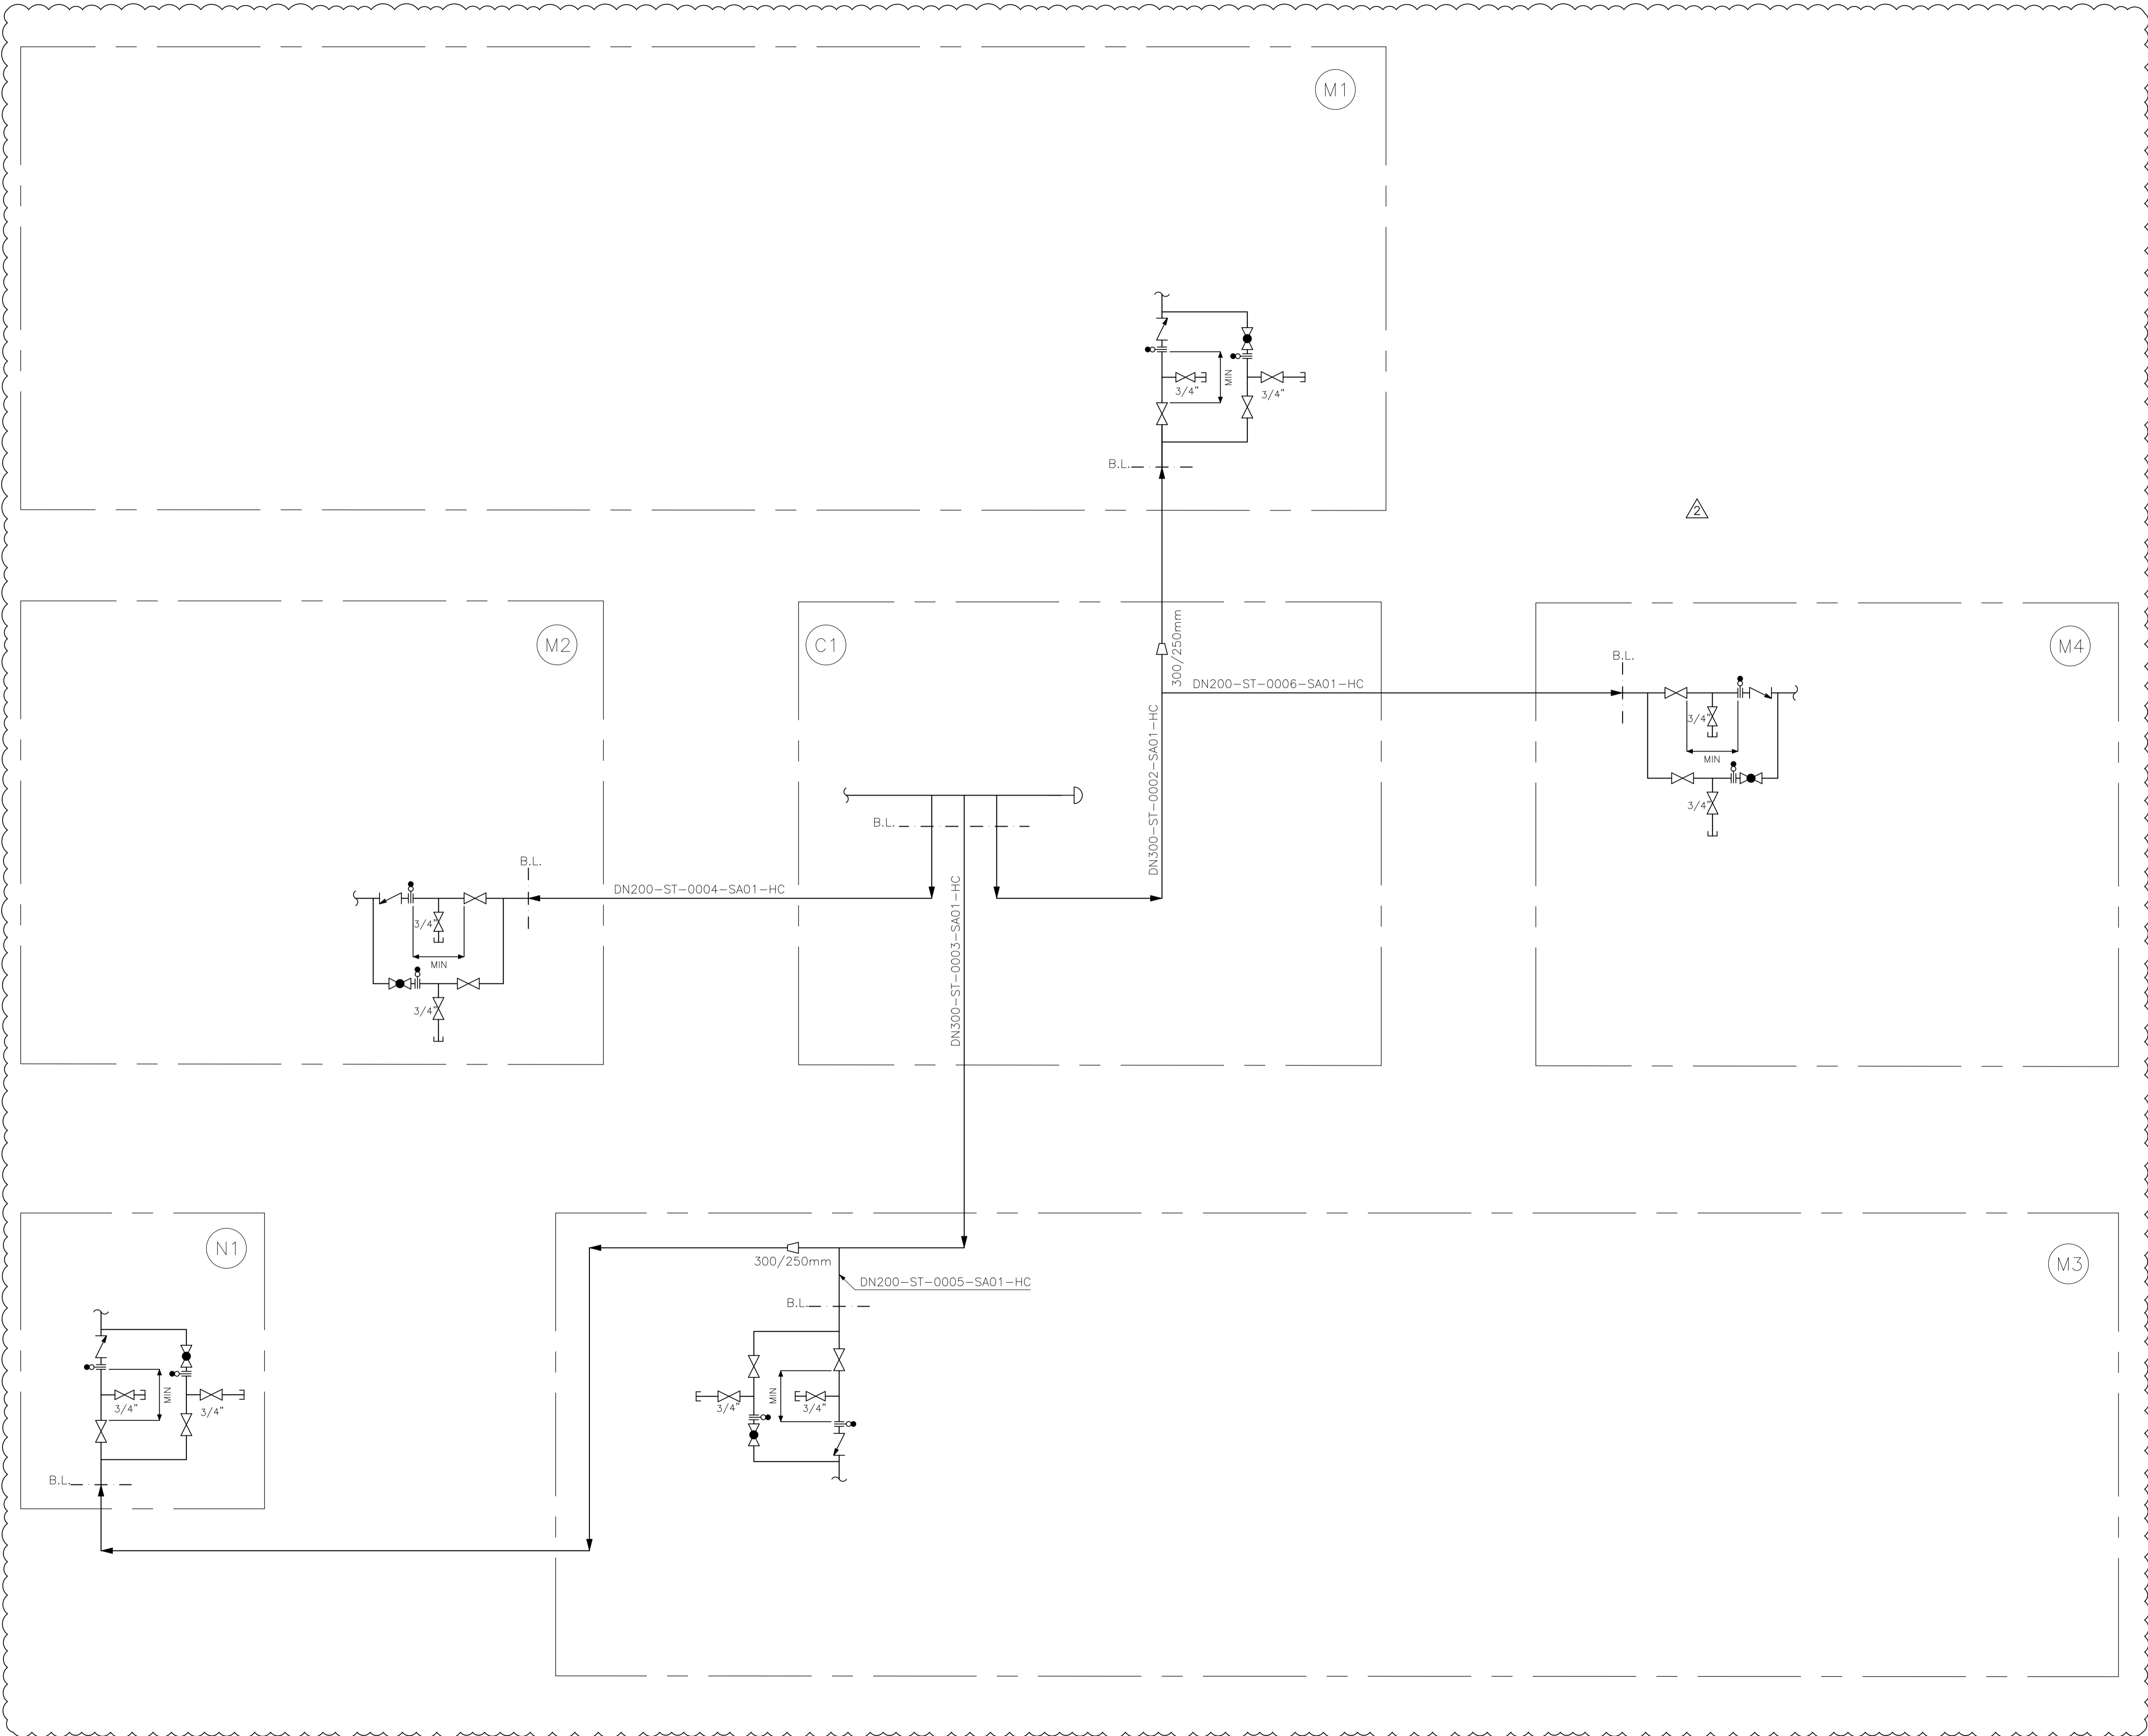 M1
3/4"
MIN
3/4"
B.L.
2
M2
C1
300/250mm
M4
B.L.
DN200-ST-0006-SA01-HC
3/4"
MIN
3/4"
DN300-ST-0002-SA01-HC
B.L.
B.L.
DN200-ST-0004-SA01-HC
3/4"
MIN
3/4"
DN300-ST-0003-SA01-HC
N1
M3
300/250mm
DN200-ST-0005-SA01-HC
B.L.
3/4"
MIN
3/4"
3/4"
MIN
3/4"
B.L.